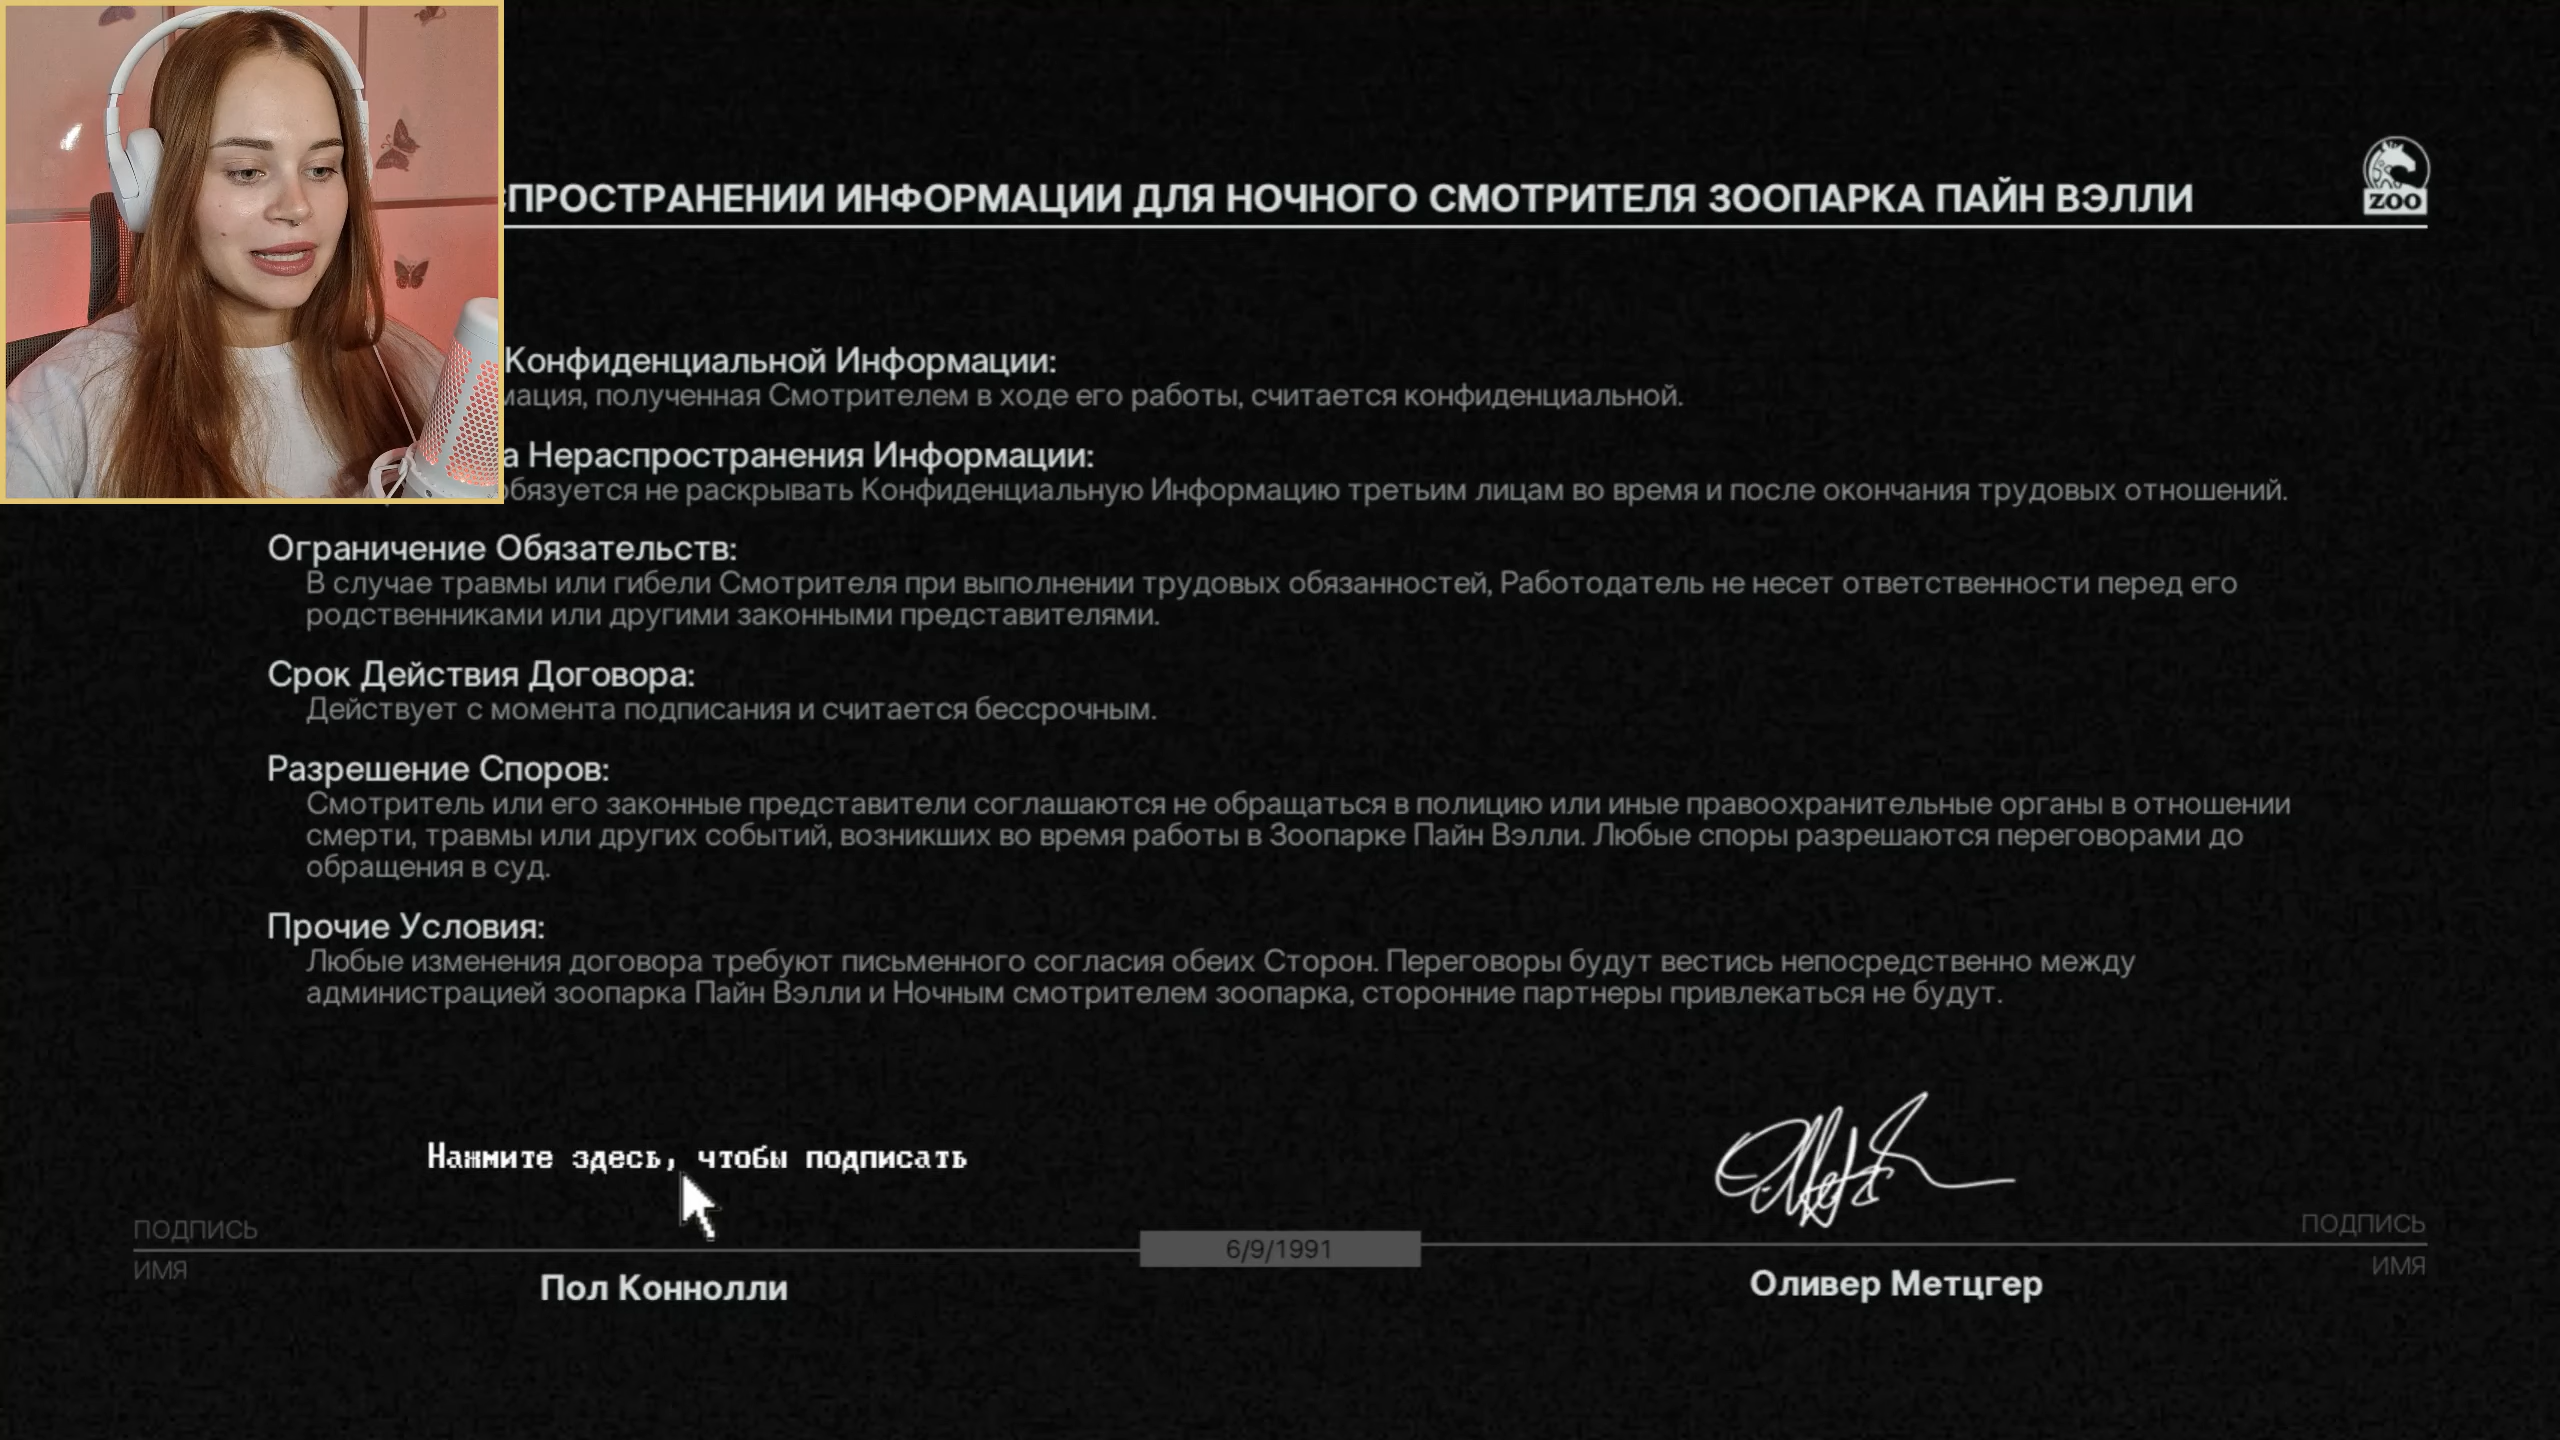 ПРОСТРАНЕНИИ ИНФОРМАЦИИ ДЛЯ НОЧНОГО СМОТРИТЕЛЯ ЗООПАРКА ПАЙН ВЭЛЛИ
ZOO
Конфиденциальной Информации:
мация, полученная Смотрителем в ходе его работы, считается конфиденциальной.
а Нераспространения Информации:
обязуется не раскрывать Конфиденциальную Информацию третьим лицам во время и после окончания трудовых отношений.
Ограничение Обязательств:
В случае травмы или гибели Смотрителя при выполнении трудовых обязанностей, Работодатель не несет ответственности перед его
родственниками или другими законными представителями.
Срок Действия Договора:
Действует с момента подписания и считается бессрочным.
Разрешение Споров:
Смотритель или его законные представители соглашаются не обращаться в полицию или иные правоохранительные органы в отношении
смерти, травмы или других событий, возникших во время работы в Зоопарке Пайн Вэлли. Любые споры разрешаются переговорами до
обращения в суд.
Прочие Условия:
Любые изменения договора требуют письменного согласия обеих Сторон. Переговоры будут вестись непосредственно между
администрацией зоопарка Пайн Вэлли и Ночным смотрителем зоопарка, сторонние партнеры привлекаться не будут.
Нажмите здесь, чтобы подписать
ПОДПИСЬ
ИМЯ
Пол Коннолли
6/9/1991
ПОДПИСЬ
ИМЯ
Оливер Метцгер